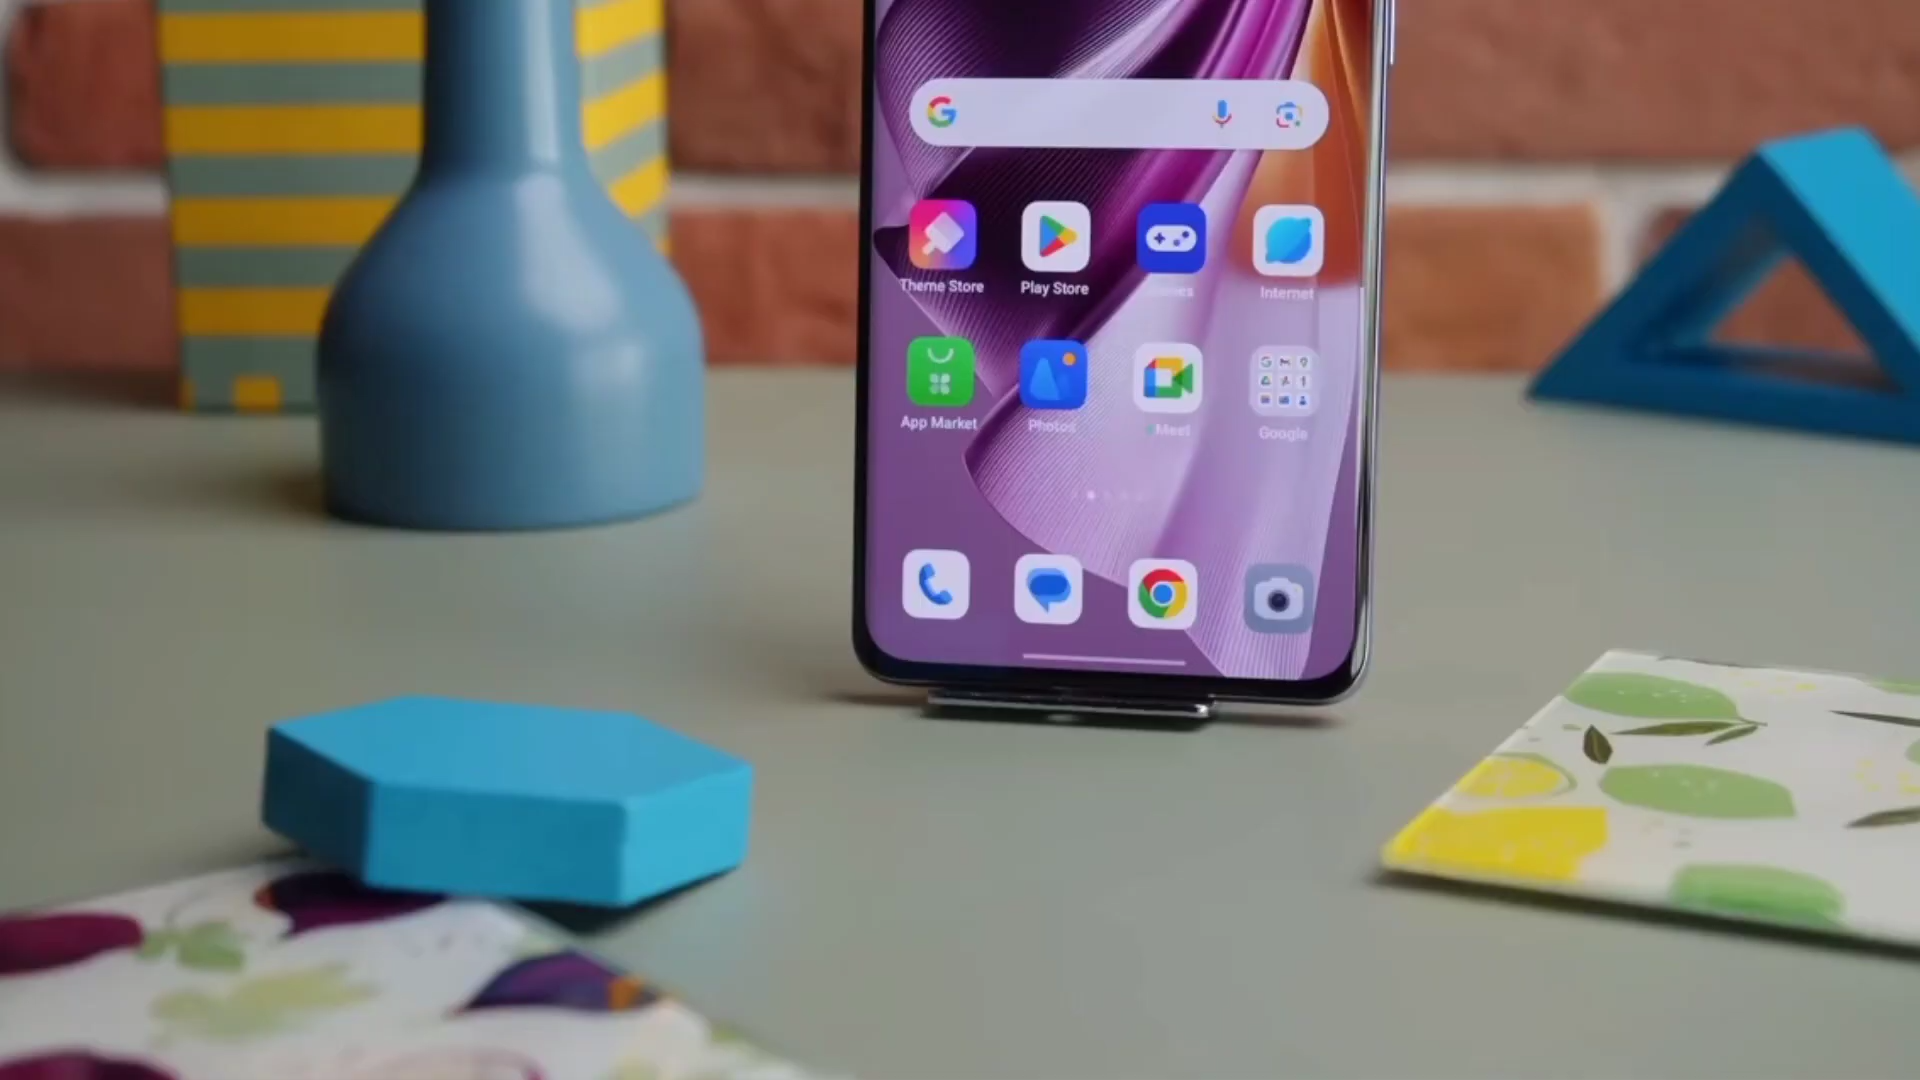 Theme Store
Play Store
Internet
App Market
Photos
Meet
Google